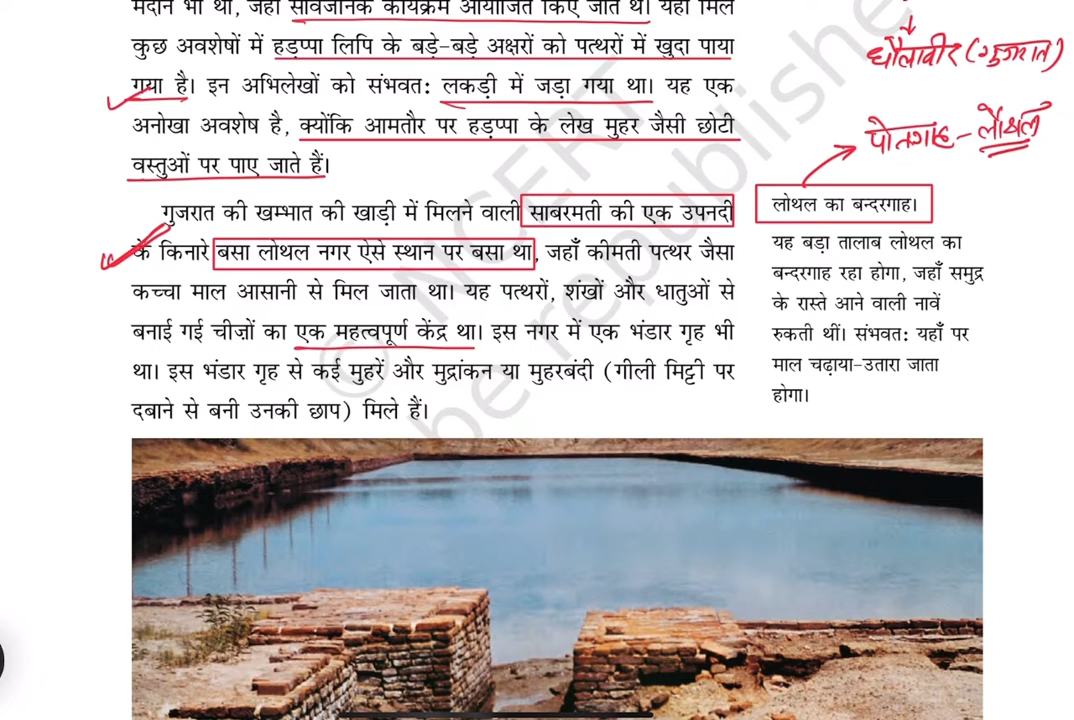 मैदान भी था, जहाँ सार्वजनिक कार्यक्रम आयोजित किए जाते थे। यहाँ मिले
कुछ अवशेषों में हड़प्पा लिपि के बड़े-बड़े अक्षरों को पत्थरों में खुदा पाया
गया है। इन अभिलेखों को संभवत: लकड़ी में जड़ा गया था। यह एक
अनोखा अवशेष है, क्योंकि आमतौर पर हड़प्पा के लेख मुहर जैसी छोटी
वस्तुओं पर पाए जाते हैं।
गुजरात की खम्भात की खाड़ी में मिलने वाली साबरमती की एक उपनदी
के किनारे बसा लोथल नगर ऐसे स्थान पर बसा था, जहाँ कीमती पत्थर जैसा
कच्चा माल आसानी से मिल जाता था। यह पत्थरों, शंखों और धातुओं से
बनाई गई चीज़ों का एक महत्वपूर्ण केंद्र था। इस नगर में एक भंडार गृह भी
था। इस भंडार गृह से कई मुहरें और मुद्रांकन या मुहरबंदी (गीली मिट्टी पर
दबाने से बनी उनकी छाप) मिले हैं।
धौलावीर (गुजरात)
पोतगाह - लोथल
लोथल का बन्दरगाह।
यह बड़ा तालाब लोथल का
बन्दरगाह रहा होगा, जहाँ समुद्र
के रास्ते आने वाली नावें
रुकती थीं। संभवत: यहाँ पर
माल चढ़ाया-उतारा जाता
होगा।
© NCERT
be republishe